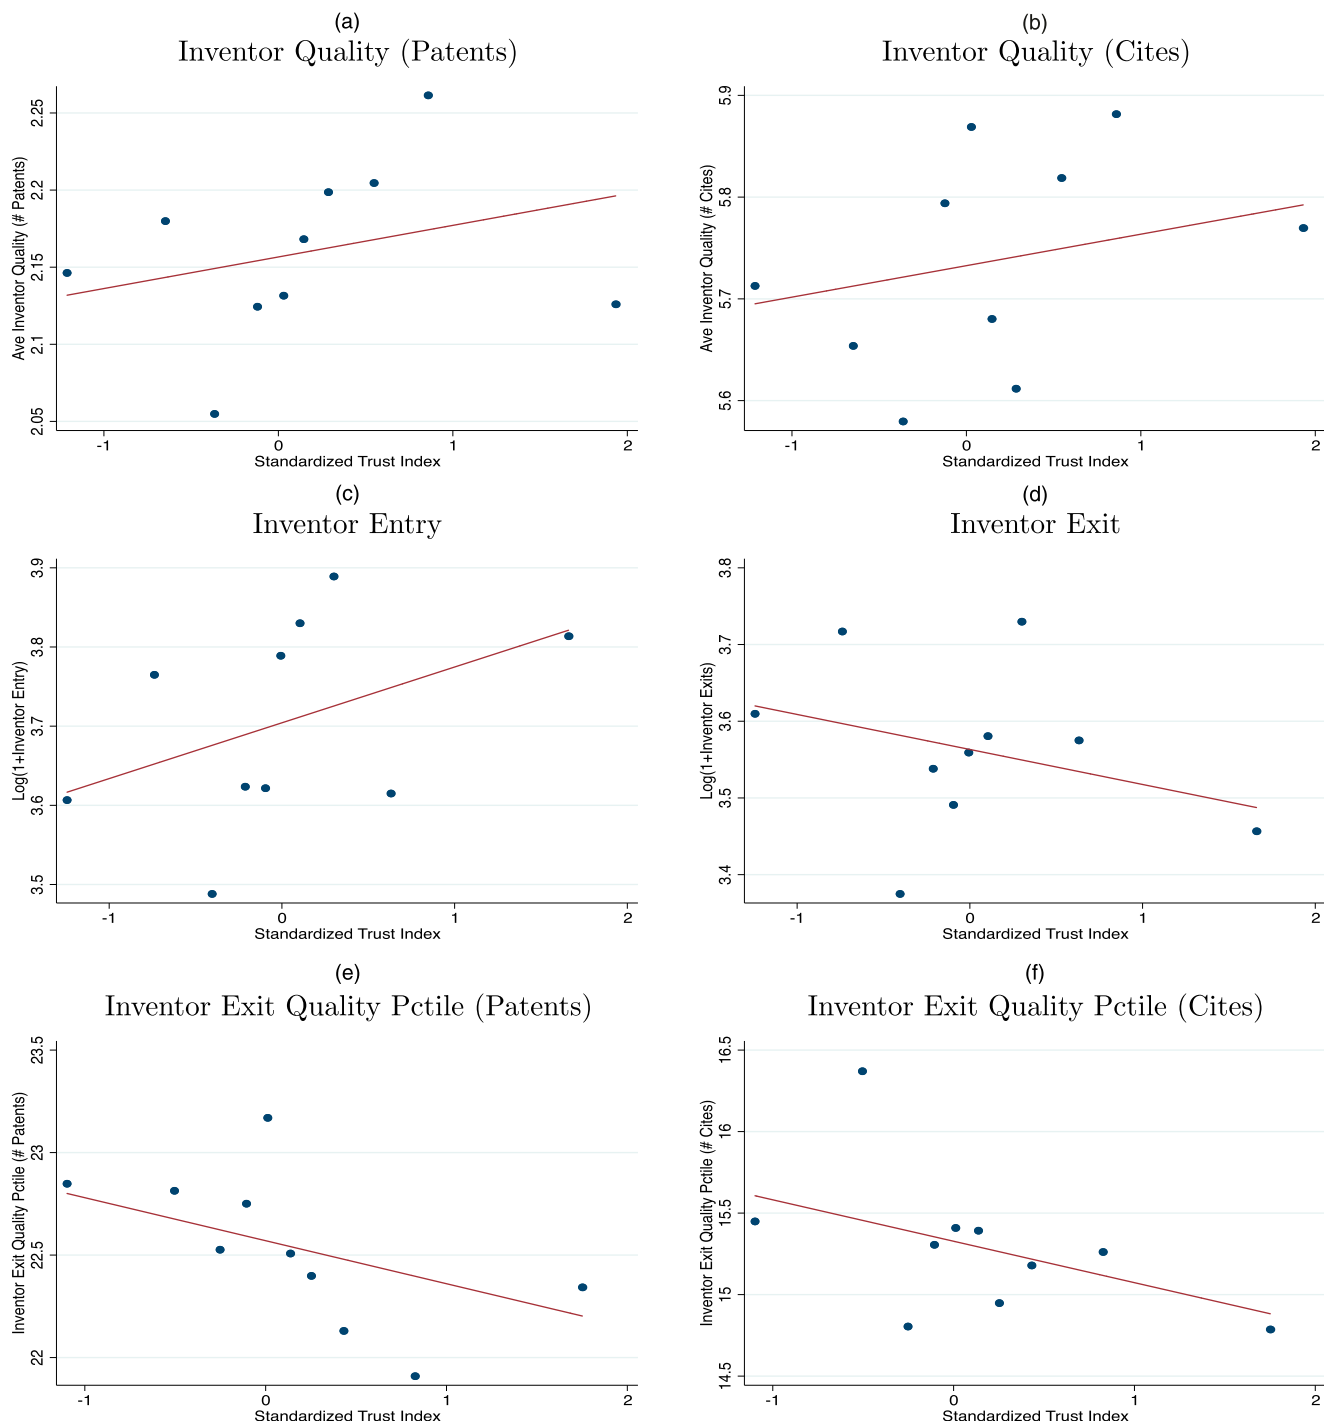 (a)
Inventor Quality (Patents)
Ave Inventor Quality (# Patents)
2.25
2.2
2.15
2.1
2.05
-1 0 1 2
Standardized Trust Index
(b)
Inventor Quality (Cites)
Ave Inventor Quality (# Cites)
5.9
5.8
5.7
5.6
-1 0 1 2
Standardized Trust Index
(c)
Inventor Entry
Log(1+Inventor Entry)
3.9
3.8
3.7
3.6
3.5
-1 0 1 2
Standardized Trust Index
(d)
Inventor Exit
Log(1+Inventor Exits)
3.8
3.7
3.6
3.5
3.4
-1 0 1 2
Standardized Trust Index
(e)
Inventor Exit Quality Pctile (Patents)
Inventor Exit Quality Pctile (# Patents)
23.5
23
22.5
22
-1 0 1 2
Standardized Trust Index
(f)
Inventor Exit Quality Pctile (Cites)
Inventor Exit Quality Pctile (# Cites)
16.5
16
15.5
15
14.5
-1 0 1 2
Standardized Trust Index